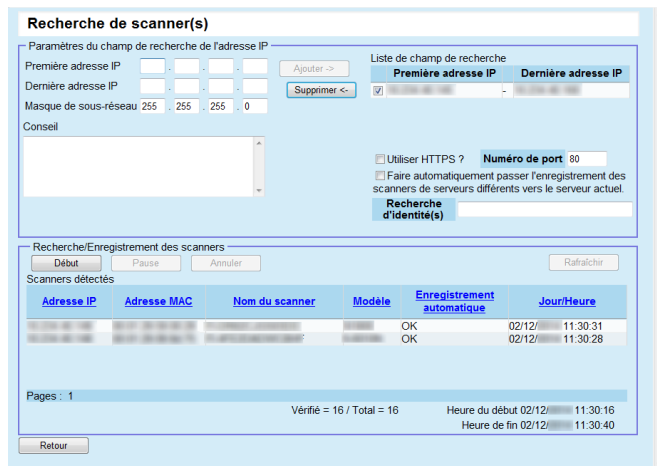 Recherche de scanner(s)
Paramètres du champ de recherche de l'adresse IP
Première adresse IP . . .
Ajouter ->
Dernière adresse IP . . .
Supprimer <-
Masque de sous-réseau 255 . 255 . 255 . 0
Conseil
Liste de champ de recherche
Première adresse IP Dernière adresse IP
-
Utiliser HTTPS ? Numéro de port 80
Faire automatiquement passer l'enregistrement des
scanners de serveurs différents vers le serveur actuel.
Recherche
d'identité(s)
Recherche/Enregistrement des scanners
Début Pause Annuler Rafraîchir
Scanners détectés
Adresse IP Adresse MAC Nom du scanner Modèle Enregistrement automatique Jour/Heure
OK 02/12/ 11:30:31
OK 02/12/ 11:30:28
Pages : 1
Vérifié = 16 / Total = 16 Heure du début 02/12/ 11:30:16
Heure de fin 02/12/ 11:30:40
Retour